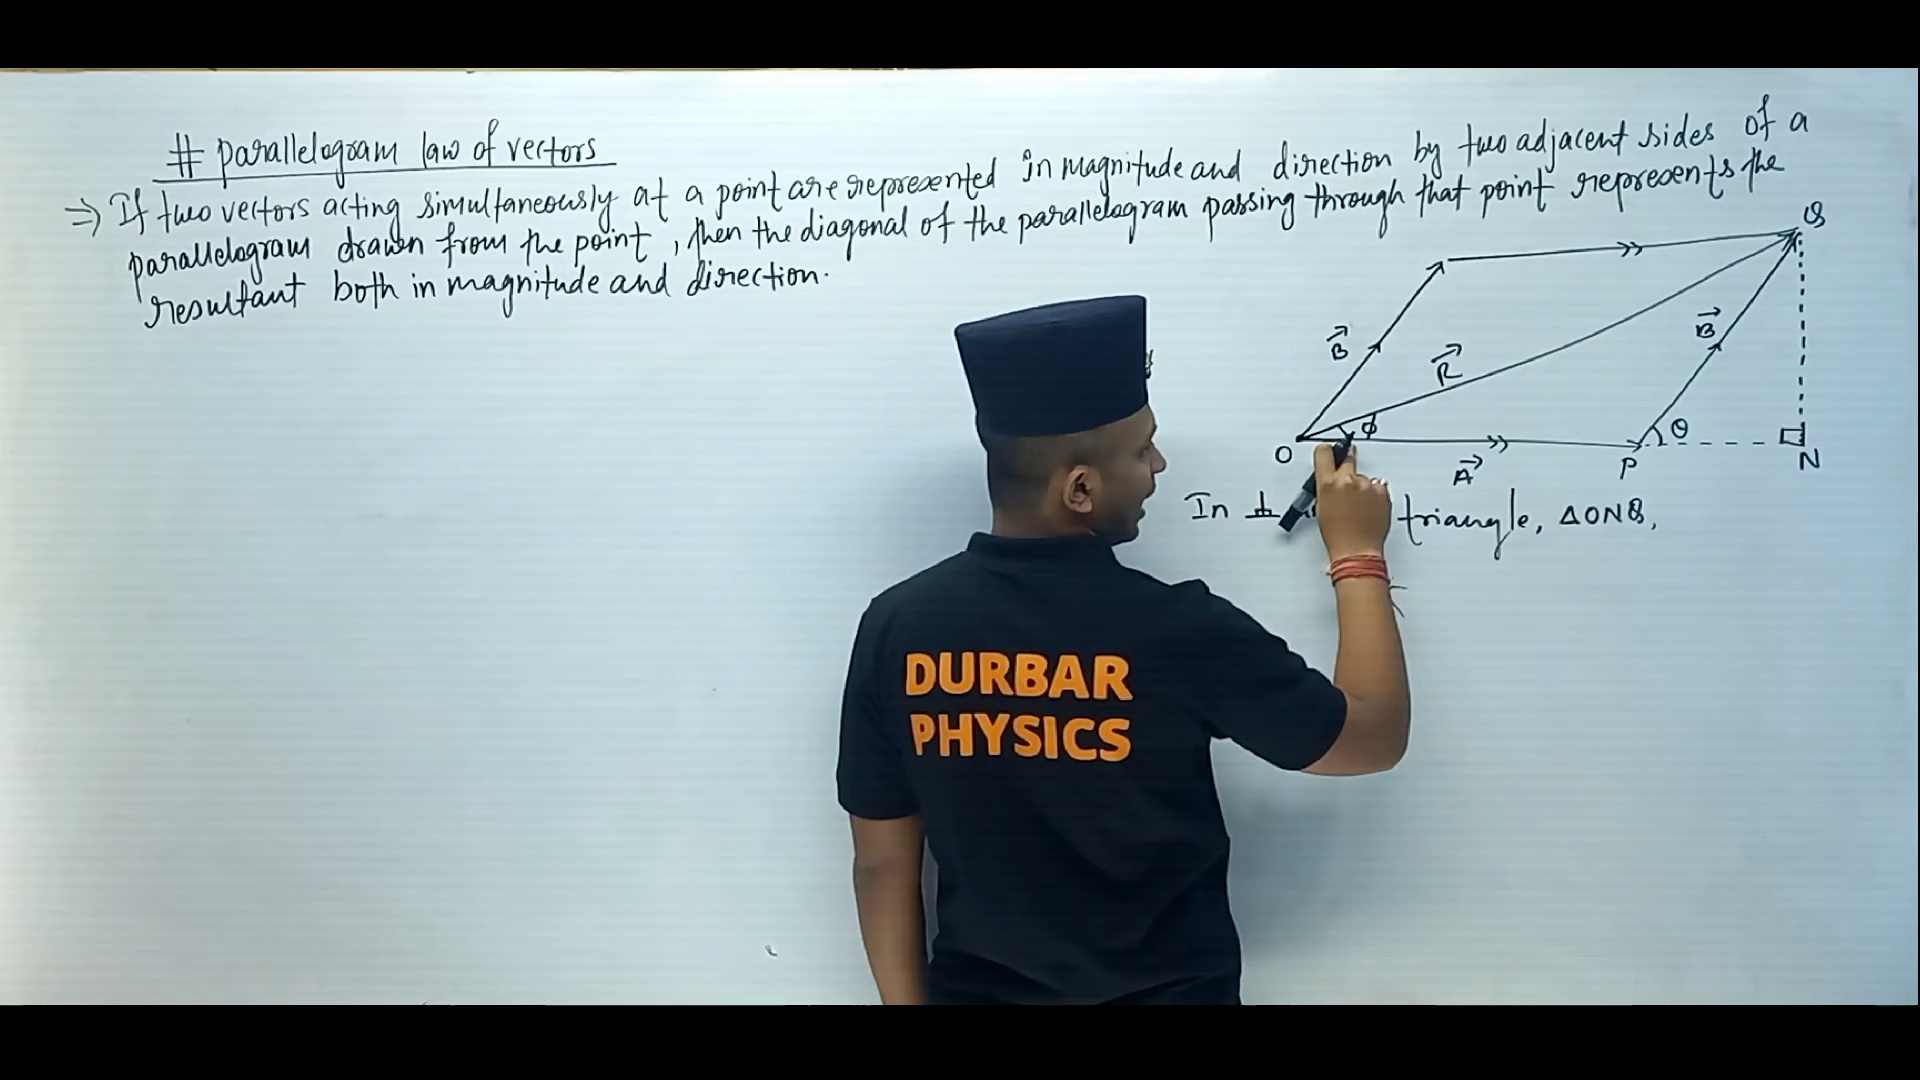 # parallelogram law of vectors
⇒ If two vectors acting simultaneously at a point are represented in magnitude and direction by two adjacent sides of a
parallelogram drawn from the point, then the diagonal of the parallelogram passing through that point represents the
resultant both in magnitude and direction.
Q
B⃗
B⃗
R⃗
ϕ
θ
O
A⃗
P
N
In triangle, ΔONQ,
DURBAR
PHYSICS